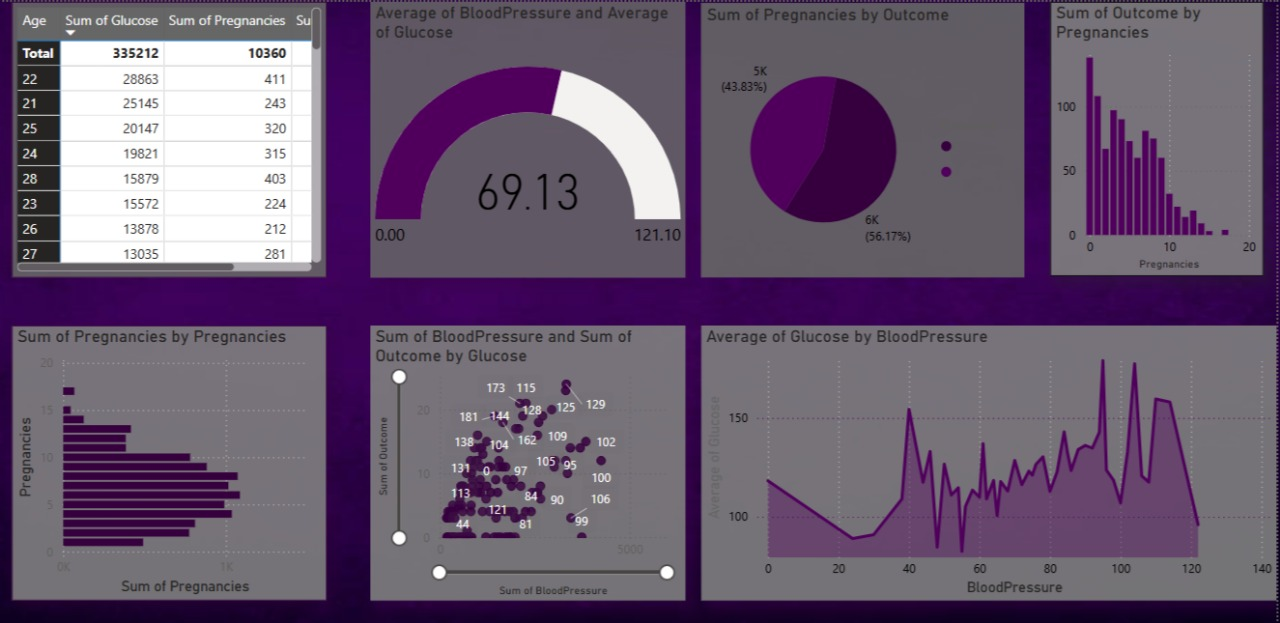 Age Sum of Glucose Sum of Pregnancies Su
Total 335212 10360
22 28863 411
21 25145 243
25 20147 320
24 19821 315
28 15879 403
23 15572 224
26 13878 212
27 13035 281
Average of BloodPressure and Average
of Glucose
69.13
0.00 121.10
Sum of Pregnancies by Outcome
5K
(43.83%)
6K
(56.17%)
Sum of Outcome by
Pregnancies
100
50
0
0 10 20
Pregnancies
Sum of Pregnancies by Pregnancies
Pregnancies
20
15
10
5
0
0K 1K
Sum of Pregnancies
Sum of BloodPressure and Sum of
Outcome by Glucose
Sum of Outcome
20
10
0
173 115
181 144 128 125 129
138 104 162 109 102
131 0 97 105 95
100
113 84 90 106
121
44 81 99
0 5000
Sum of BloodPressure
Average of Glucose by BloodPressure
Average of Glucose
150
100
0 20 40 60 80 100 120 140
BloodPressure